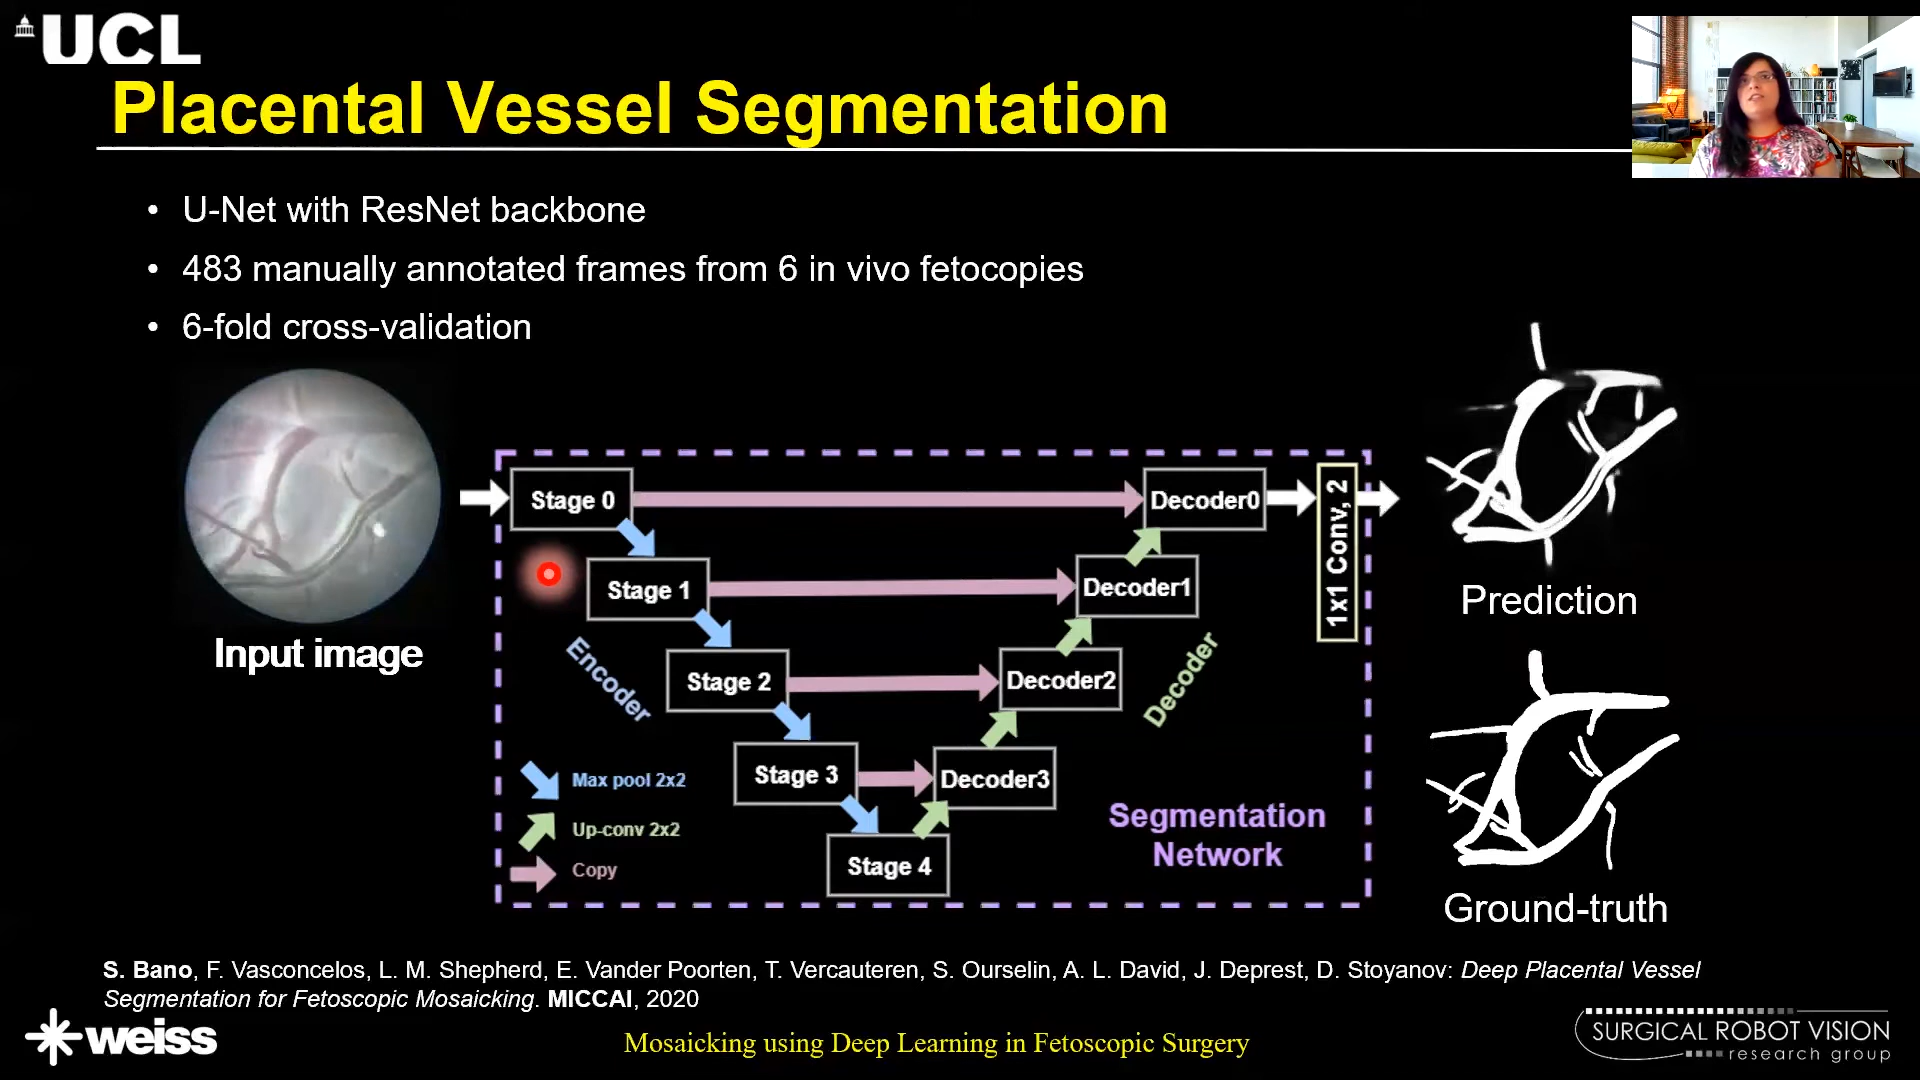 UCL
Placental Vessel Segmentation
• U-Net with ResNet backbone
• 483 manually annotated frames from 6 in vivo fetocopies
• 6-fold cross-validation
Input image
Stage 0
Stage 1
Stage 2
Stage 3
Stage 4
Encoder
Decoder0
Decoder1
Decoder2
Decoder3
Decoder
1x1 Conv, 2
Max pool 2x2
Up-conv 2x2
Copy
Segmentation
Network
Prediction
Ground-truth
S. Bano, F. Vasconcelos, L. M. Shepherd, E. Vander Poorten, T. Vercauteren, S. Ourselin, A. L. David, J. Deprest, D. Stoyanov: Deep Placental Vessel
Segmentation for Fetoscopic Mosaicking. MICCAI, 2020
weiss
Mosaicking using Deep Learning in Fetoscopic Surgery
SURGICAL ROBOT VISION
research group